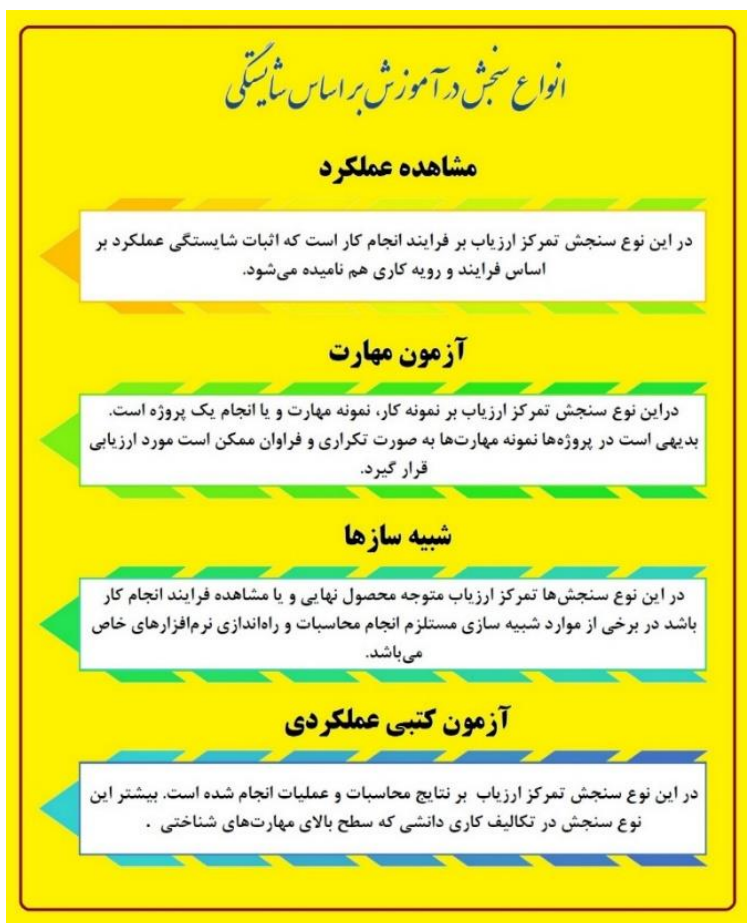 انواع سنجش در آموزش بر اساس شایستگی
مشاهده عملکرد
در این نوع سنجش تمرکز ارزیاب بر فرایند انجام کار است که اثبات شایستگی عملکرد بر
اساس فرایند و رویه کاری هم نامیده می‌شود.
آزمون مهارت
دراین نوع سنجش تمرکز ارزیاب بر نمونه کار، نمونه مهارت و یا انجام یک پروژه است.
بدیهی است در پروژه‌ها نمونه مهارت‌ها به صورت تکراری و فراوان ممکن است مورد ارزیابی
قرار گیرد.
شبیه سازها
در این نوع سنجش‌ها تمرکز ارزیاب متوجه محصول نهایی و یا مشاهده فرایند انجام کار
باشد در برخی از موارد شبیه سازی مستلزم انجام محاسبات و راه‌اندازی نرم‌افزارهای خاص
می‌باشد.
آزمون کتبی عملکردی
در این نوع سنجش تمرکز ارزیاب بر نتایج محاسبات و عملیات انجام شده است. بیشتر این
نوع سنجش در تکالیف کاری دانشی که سطح بالای مهارت‌های شناختی .